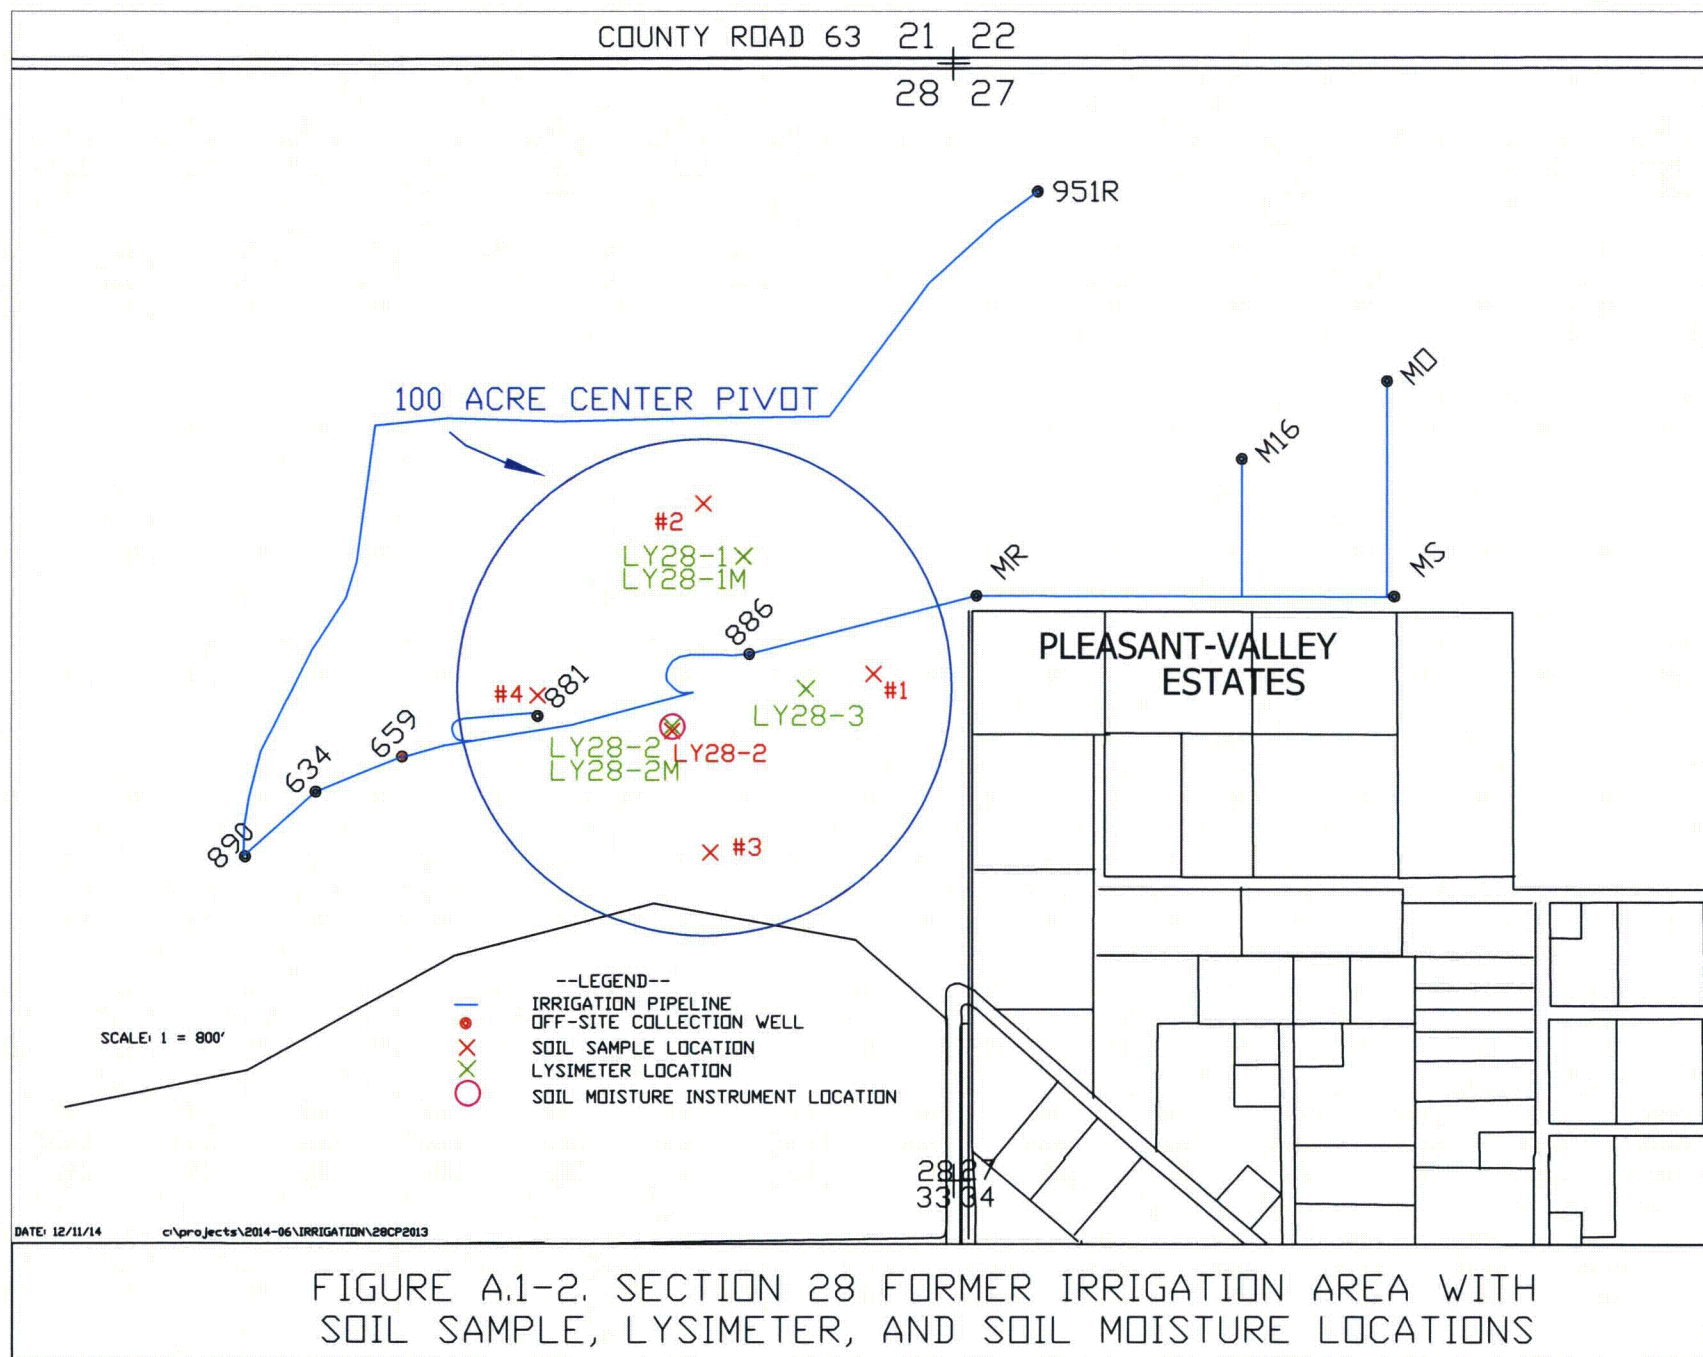 COUNTY ROAD 63 21 22
28 27
951R
MO
100 ACRE CENTER PIVOT
M16
#2
LY28-1
LY28-1M
MR
MS
886
PLEASANT-VALLEY
ESTATES
#4
881
#1
LY28-3
659
LY28-2
LY28-2
LY28-2M
634
890
#3
--LEGEND--
IRRIGATION PIPELINE
OFF-SITE COLLECTION WELL
SCALE: 1 = 800'
SOIL SAMPLE LOCATION
LYSIMETER LOCATION
SOIL MOISTURE INSTRUMENT LOCATION
28 27
33 34
DATE: 12/11/14 c:\projects\2014-06\IRRIGATION\28CP2013
FIGURE A.1-2. SECTION 28 FORMER IRRIGATION AREA WITH
SOIL SAMPLE, LYSIMETER, AND SOIL MOISTURE LOCATIONS